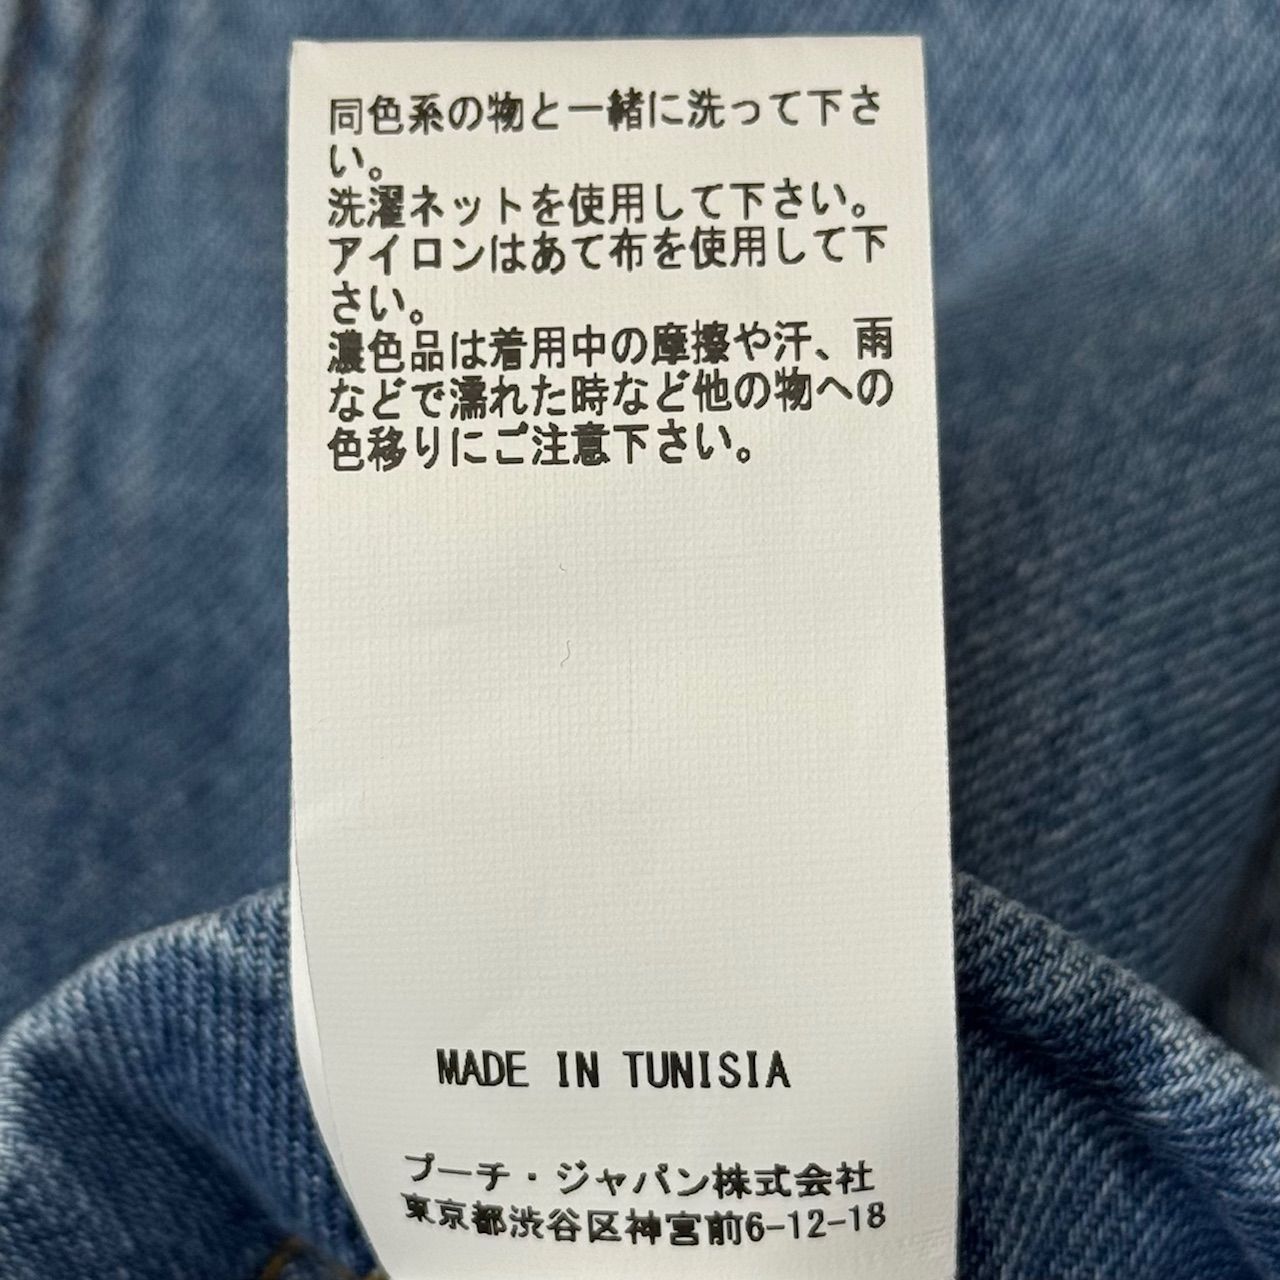 同色系の物と一緒に洗って下さ
い。
洗濯ネットを使用して下さい。
アイロンはあて布を使用して下
さい。
濃色品は着用中の摩擦や汗、雨
などで濡れた時など他の物への
色移りにご注意下さい。
MADE IN TUNISIA
プーチ・ジャパン株式会社
東京都渋谷区神宮前6-12-18